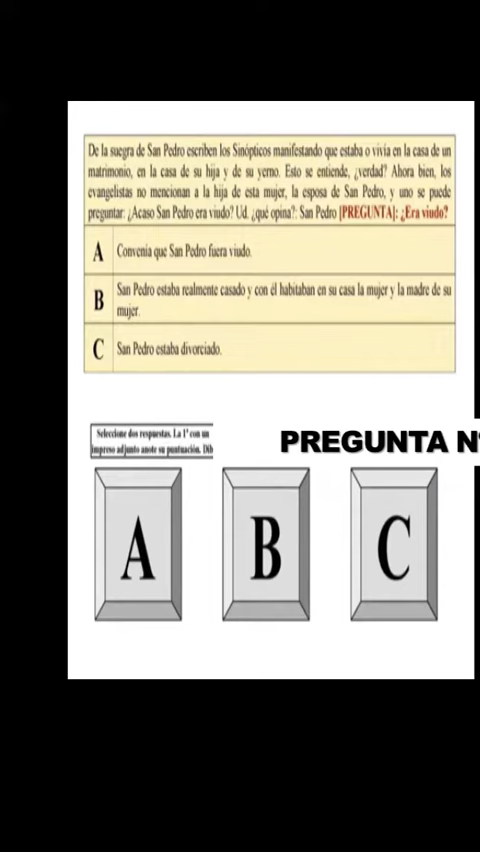 De la suegra de San Pedro escriben los Sinópticos manifestando que estaba o vivía en la casa de un
matrimonio, en la casa de su hija y de su yerno. Esto se entiende, ¿verdad? Ahora bien, los
evangelistas no mencionan a la hija de esta mujer, la esposa de San Pedro, y uno se puede
preguntar: ¿Acaso San Pedro era viudo? Ud. ¿qué opina?: San Pedro [PREGUNTA]: ¿Era viudo?
A Convenía que San Pedro fuera viudo.
B San Pedro estaba realmente casado y con él habitaban en su casa la mujer y la madre de su
mujer.
C San Pedro estaba divorciado.
Seleccione dos respuestas. La 1ª con un
impreso adjunto anote su puntuación. Dib
PREGUNTA Nº
A B C